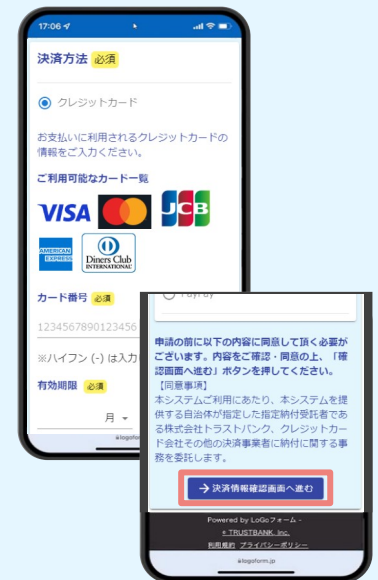 17:06
決済方法 必須
クレジットカード
お支払いに利用されるクレジットカードの
情報をご入力ください。
ご利用可能なカード一覧
VISA
JCB
AMERICAN
EXPRESS
Diners Club
INTERNATIONAL
カード番号 必須
1234567890123456
※ハイフン (-) は入力
有効期限 必須
月
PayPay
申請の前に以下の内容に同意して頂く必要が
ございます。内容をご確認・同意の上、「確
認画面へ進む」ボタンを押してください。
【同意事項】
本システムご利用にあたり、本システムを提
供する自治体が指定した指定納付受託者であ
る株式会社トラストバンク、クレジットカー
ド会社その他の決済事業者に納付に関する事
務を委託します。
→ 決済情報確認画面へ進む
Powered by LoGoフォーム -
© TRUSTBANK, Inc.
利用規約 プライバシーポリシー
logoform.jp